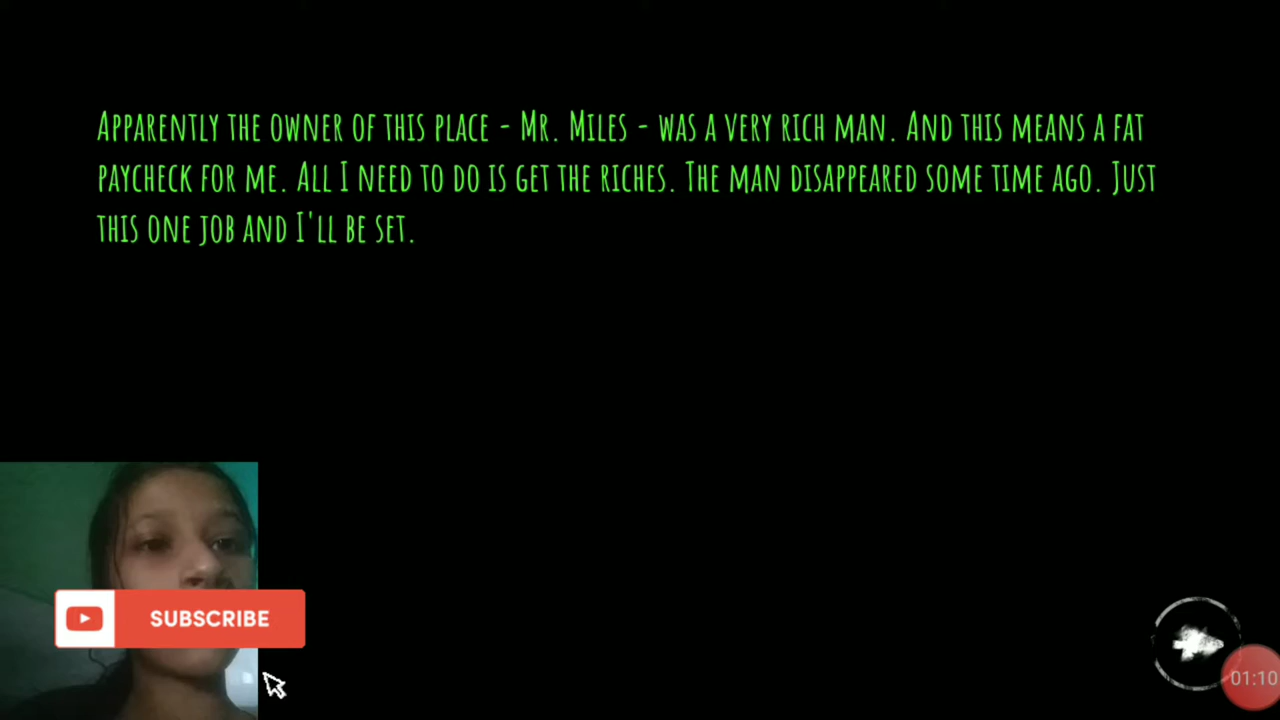 Apparently the owner of this place - Mr. Miles - was a very rich man. And this means a fat
paycheck for me. All I need to do is get the riches. The man disappeared some time ago. Just
this one job and I'll be set.
SUBSCRIBE
01:10